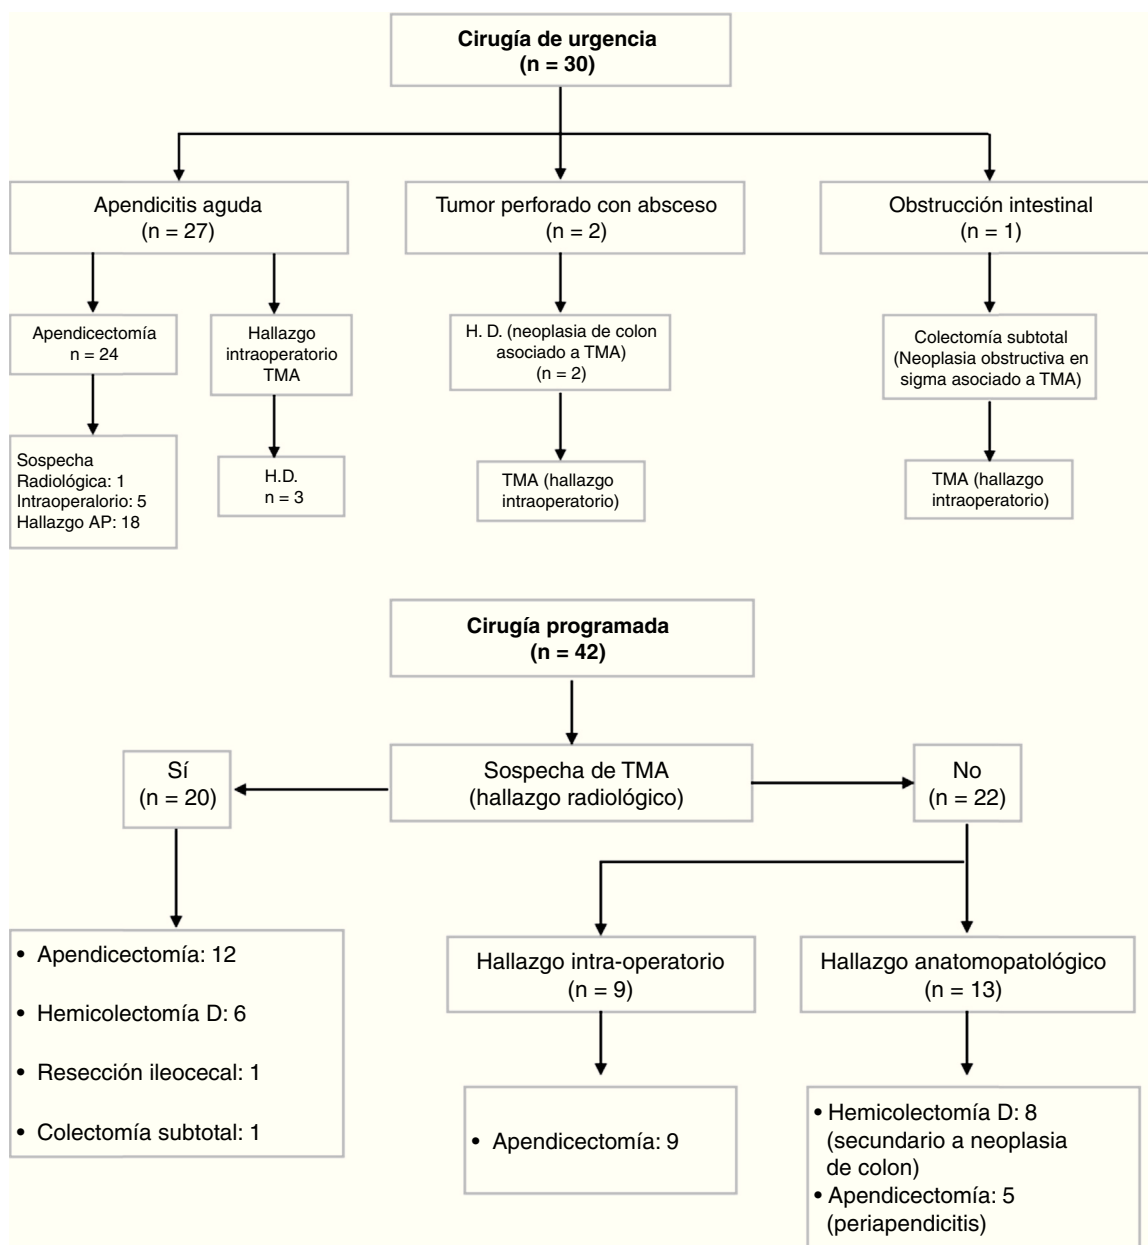 Cirugía de urgencia
(n = 30)
Apendicitis aguda
(n = 27)
Tumor perforado con absceso
(n = 2)
Obstrucción intestinal
(n = 1)
Apendicectomía
n = 24
Hallazgo
intraoperatorio
TMA
H. D. (neoplasia de colon
asociado a TMA)
(n = 2)
Colectomía subtotal
(Neoplasia obstructiva en
sigma asociado a TMA)
Sospecha
Radiológica: 1
Intraoperalorio: 5
Hallazgo AP: 18
H.D.
n = 3
TMA (hallazgo
intraoperatorio)
TMA (hallazgo
intraoperatorio)
Cirugía programada
(n = 42)
Sí
(n = 20)
Sospecha de TMA
(hallazgo radiológico)
No
(n = 22)
• Apendicectomía: 12
• Hemicolectomía D: 6
• Resección ileocecal: 1
• Colectomía subtotal: 1
Hallazgo intra-operatorio
(n = 9)
Hallazgo anatomopatológico
(n = 13)
• Apendicectomía: 9
• Hemicolectomía D: 8
(secundario a neoplasia
de colon)
• Apendicectomía: 5
(periapendicitis)